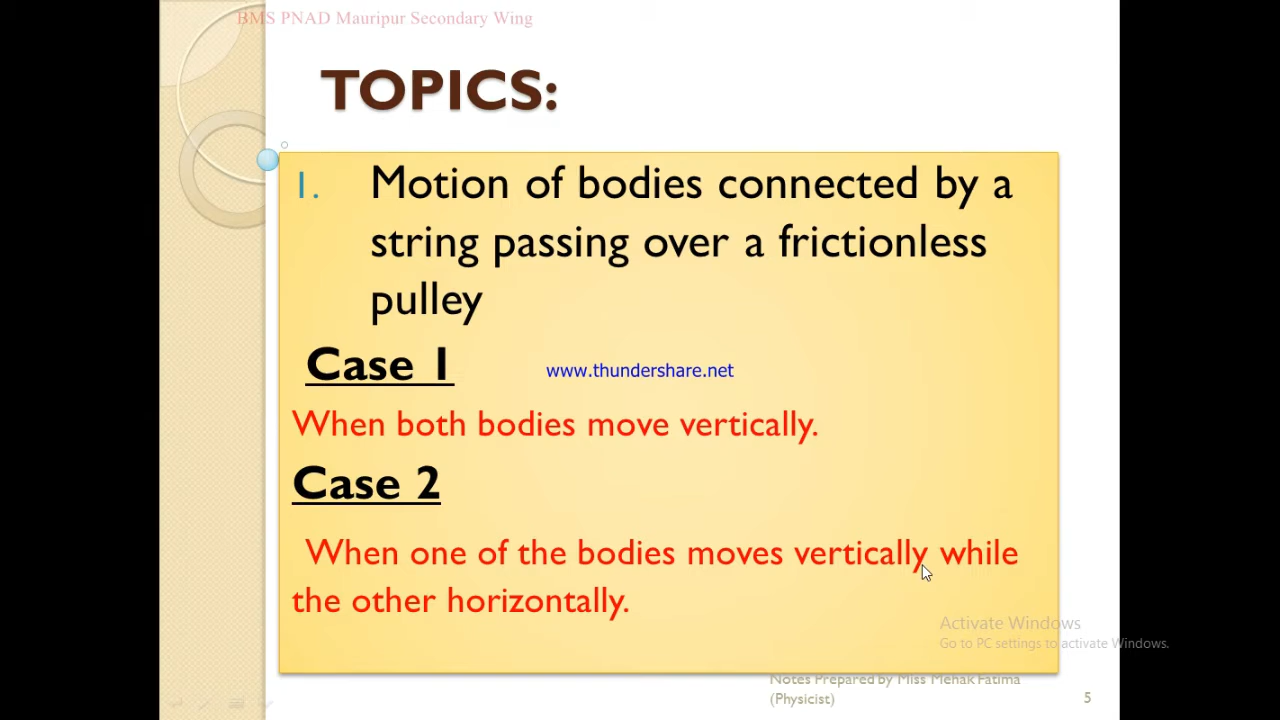 BMS PNAD Mauripur Secondary Wing
TOPICS:
1. Motion of bodies connected by a
string passing over a frictionless
pulley
Case 1
www.thundershare.net
When both bodies move vertically.
Case 2
When one of the bodies moves vertically while
the other horizontally.
Activate Windows
Go to PC settings to activate Windows.
Notes Prepared by Miss Mehak Fatima
(Physicist)
5